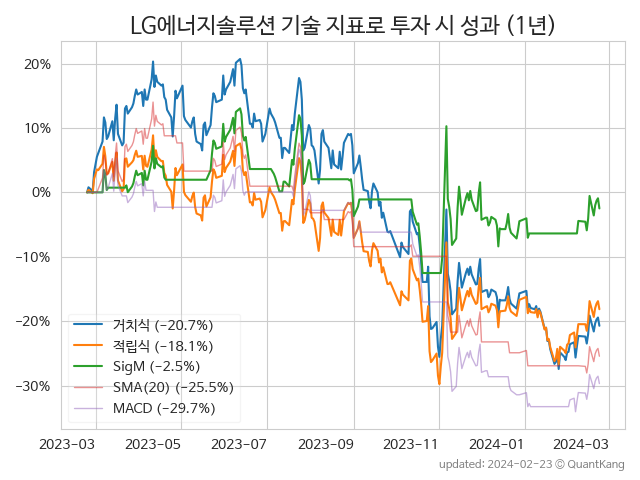 LG에너지솔루션 기술 지표로 투자 시 성과 (1년)
20%
10%
0%
−10%
−20%
−30%
거치식 (−20.7%)
적립식 (−18.1%)
SigM (−2.5%)
SMA(20) (−25.5%)
MACD (−29.7%)
2023-03 2023-05 2023-07 2023-09 2023-11 2024-01 2024-03
updated: 2024-02-23 © QuantKang